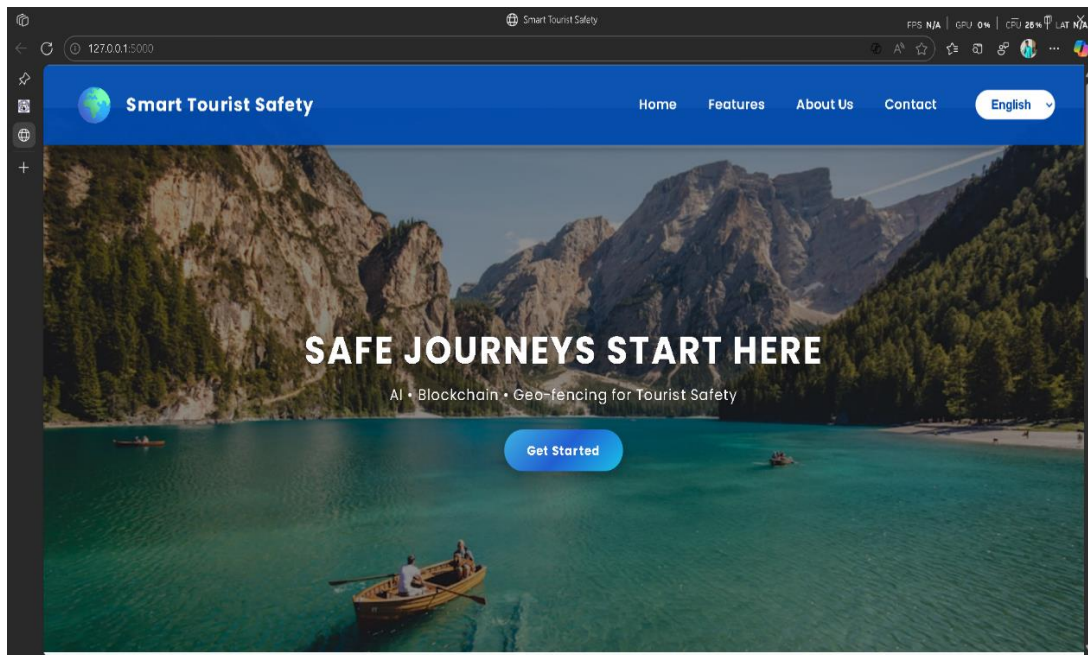 Smart Tourist Safety
FPS N/A | GPU 0% | CPU 28% LAT N/A
127.0.0.1:5000
Smart Tourist Safety
Home Features About Us Contact English
SAFE JOURNEYS START HERE
AI • Blockchain • Geo-fencing for Tourist Safety
Get Started